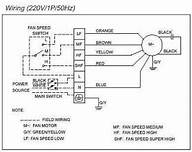 Wiring (220V/1P/50Hz)
FAN SPEED
SWITCH
LF
MF
HF
SHF
ORANGE
BROWN
YELLOW
RED
M~
POWER
SOURCE
BLACK
WHITE
MAIN SWITCH
L
N
BLUE
FIELD WIRING
M~ FAN MOTOR
G/Y GREEN/YELLOW
LF FAN SPEED LOW
MF FAN SPEED MEDIUM
HF FAN SPEED HIGH
SHF FAN SPEED SUPER HIGH
G/Y